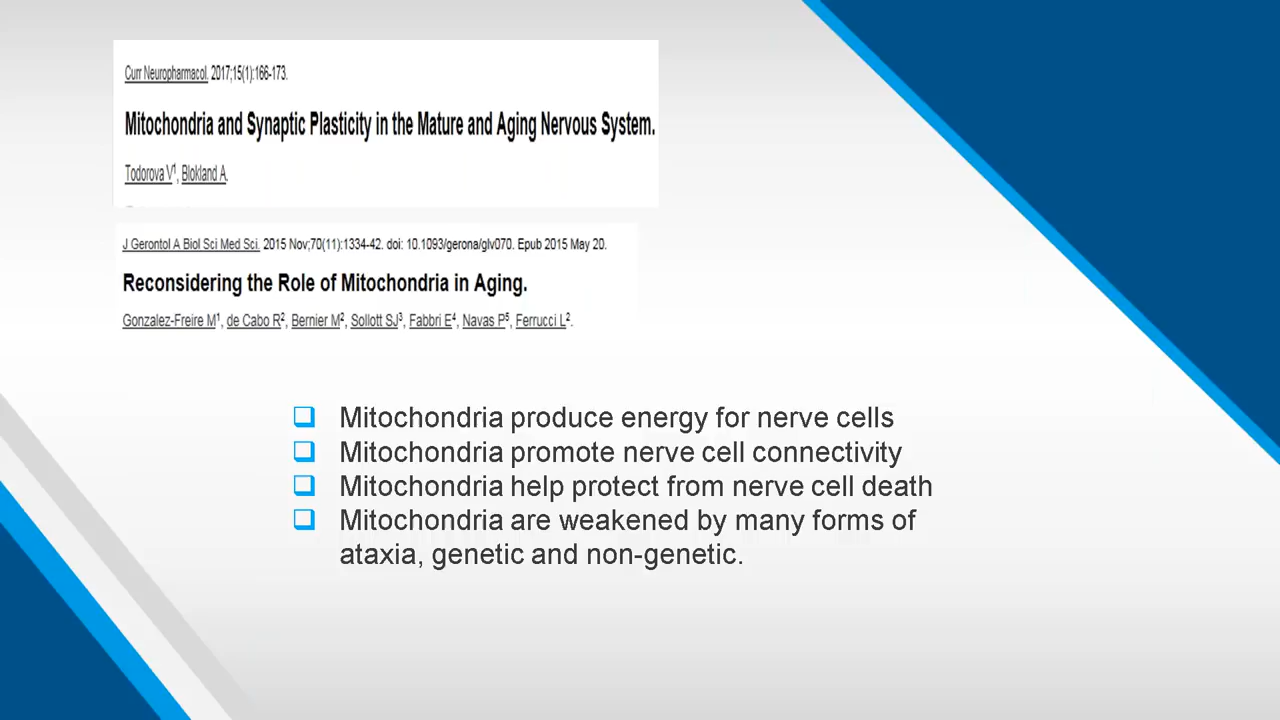 Curr Neuropharmacol. 2017;15(1):166-173.
Mitochondria and Synaptic Plasticity in the Mature and Aging Nervous System.
Todorova V1, Blokland A.
J Gerontol A Biol Sci Med Sci. 2015 Nov;70(11):1334-42. doi: 10.1093/gerona/glv070. Epub 2015 May 20.
Reconsidering the Role of Mitochondria in Aging.
Gonzalez-Freire M1, de Cabo R2, Bernier M2, Sollott SJ3, Fabbri E4, Navas P5, Ferrucci L2.
❑ Mitochondria produce energy for nerve cells
❑ Mitochondria promote nerve cell connectivity
❑ Mitochondria help protect from nerve cell death
❑ Mitochondria are weakened by many forms of
ataxia, genetic and non-genetic.